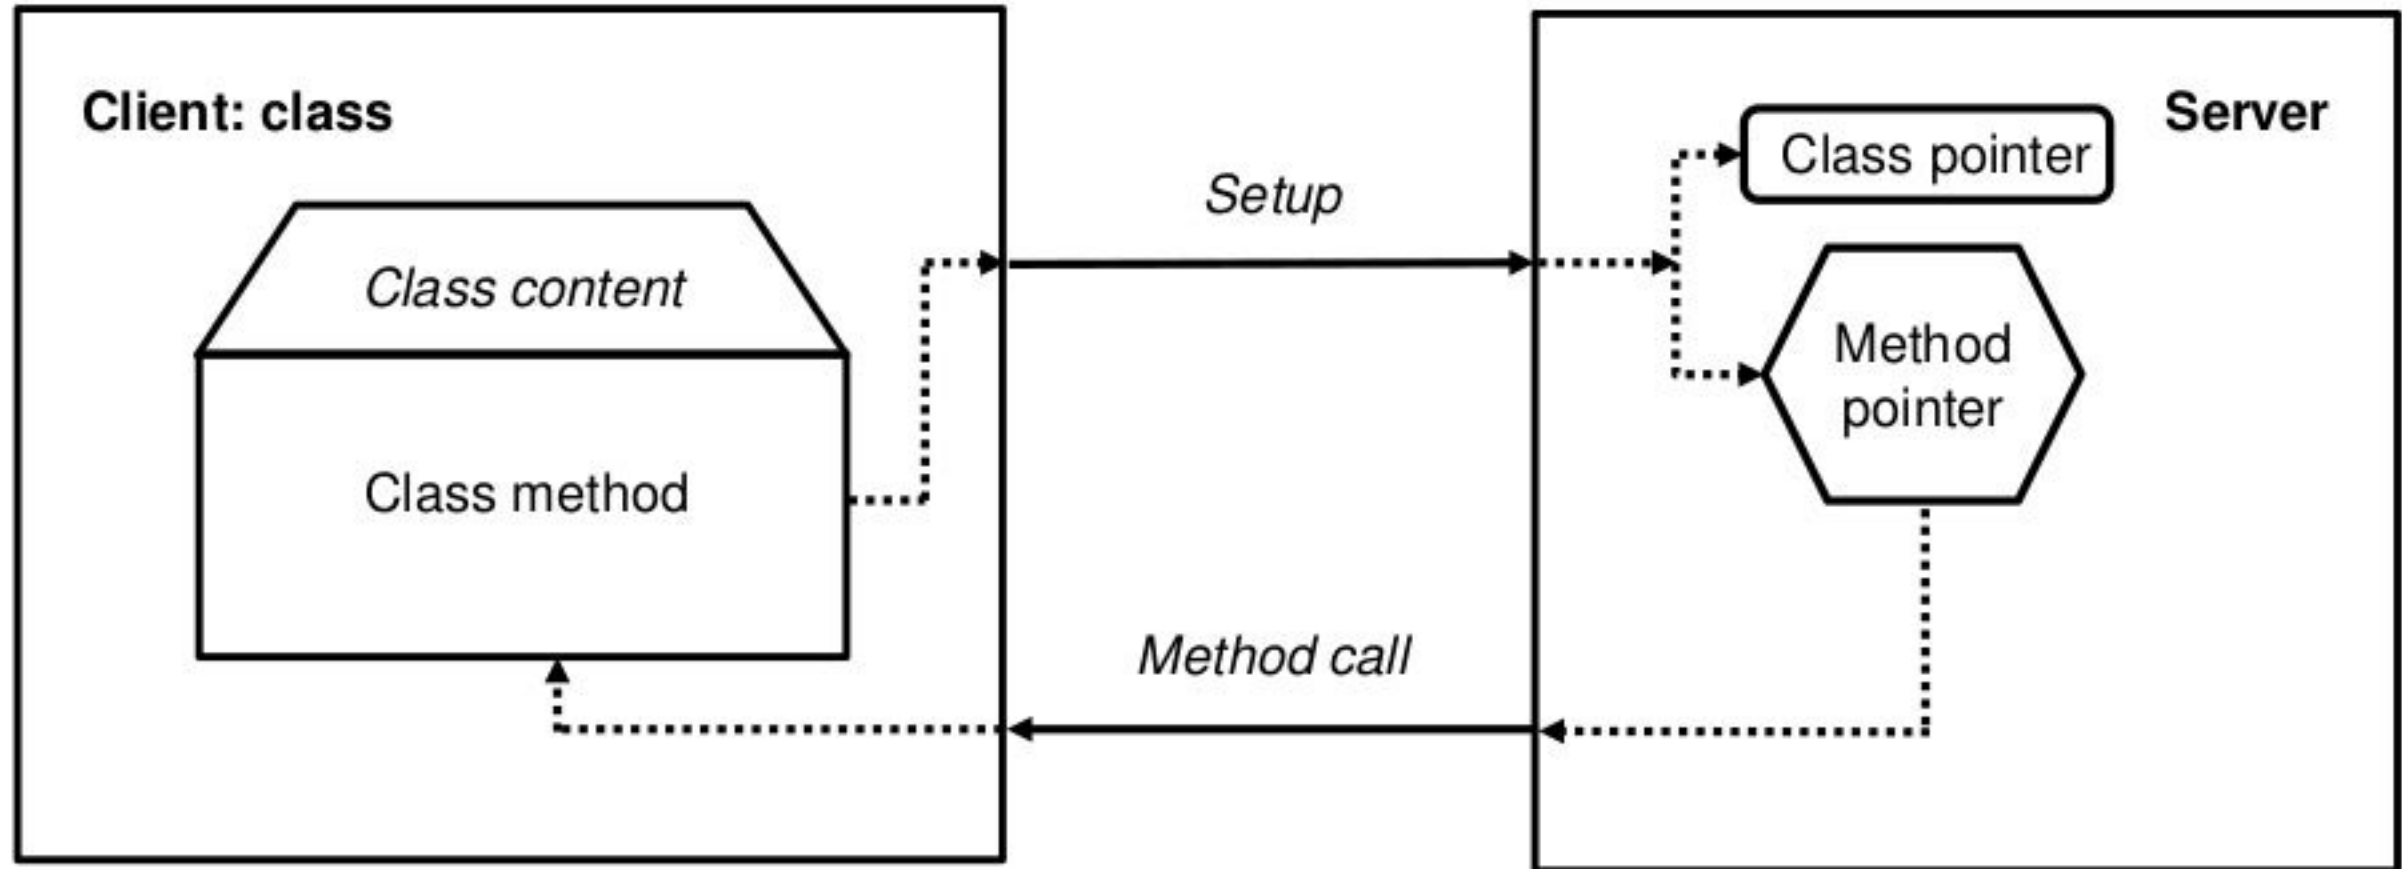 Client: class
Class content
Class method
Setup
Method call
Server
Class pointer
Method
pointer